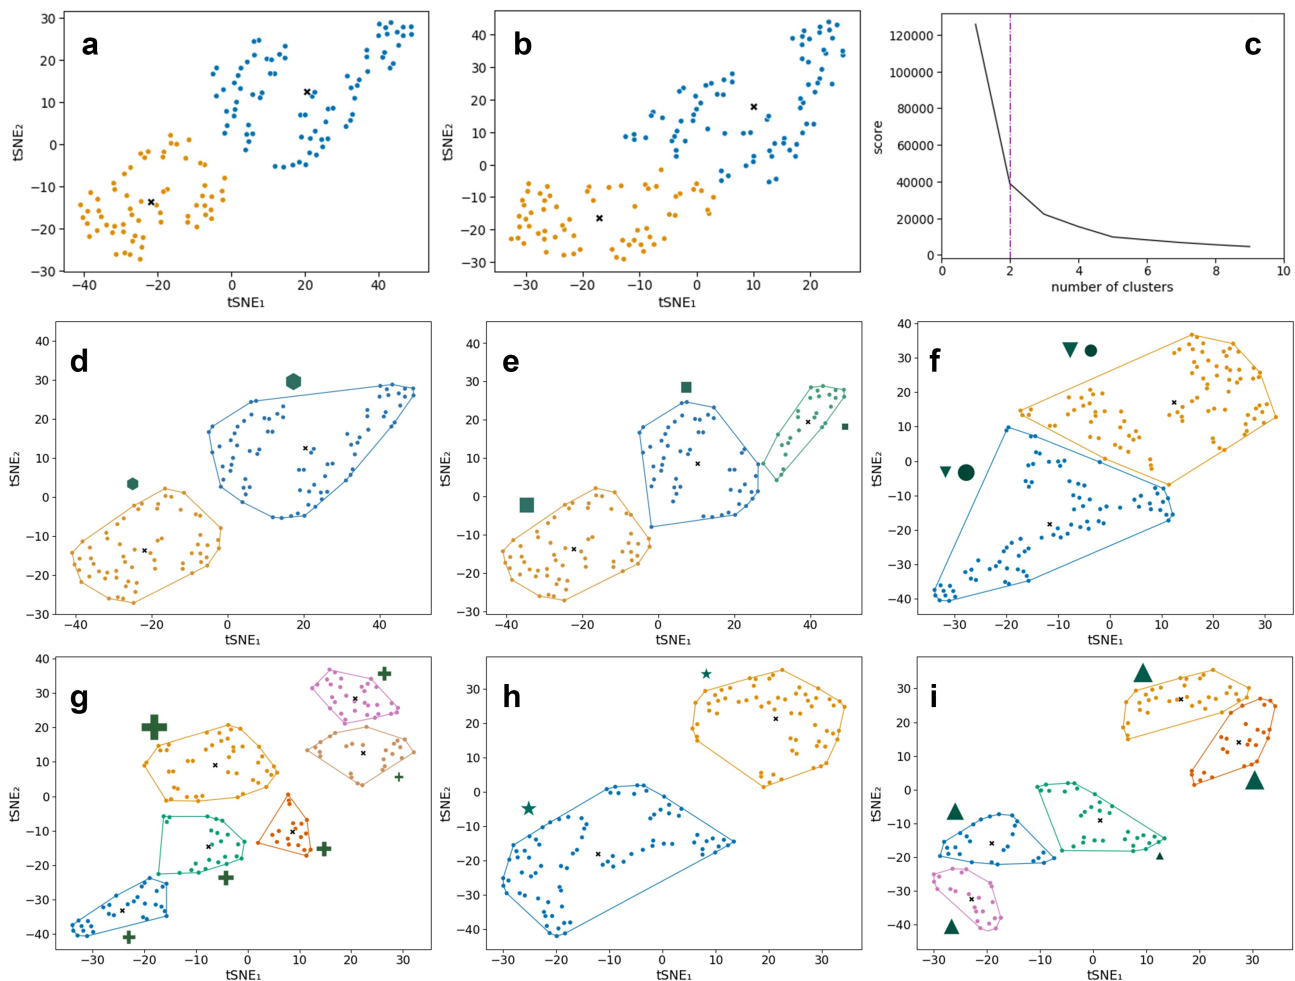 a
30
20
10
0
−10
−20
−30
tSNE₂
−40 −20 0 20 40
tSNE₁
b
40
30
20
10
0
−10
−20
−30
tSNE₂
−30 −20 −10 0 10 20
tSNE₁
c
120000
100000
80000
60000
40000
20000
0
score
0 2 4 6 8 10
number of clusters
d
40
30
20
10
0
−10
−20
−30
tSNE₂
−40 −20 0 20 40
tSNE₁
e
40
30
20
10
0
−10
−20
−30
tSNE₂
−40 −20 0 20 40
tSNE₁
f
40
30
20
10
0
−10
−20
−30
−40
tSNE₂
−30 −20 −10 0 10 20 30
tSNE₁
g
40
30
20
10
0
−10
−20
−30
−40
tSNE₂
−30 −20 −10 0 10 20 30
tSNE₁
h
30
20
10
0
−10
−20
−30
−40
tSNE₂
−30 −20 −10 0 10 20 30
tSNE₁
i
30
20
10
0
−10
−20
−30
−40
tSNE₂
−30 −20 −10 0 10 20 30
tSNE₁